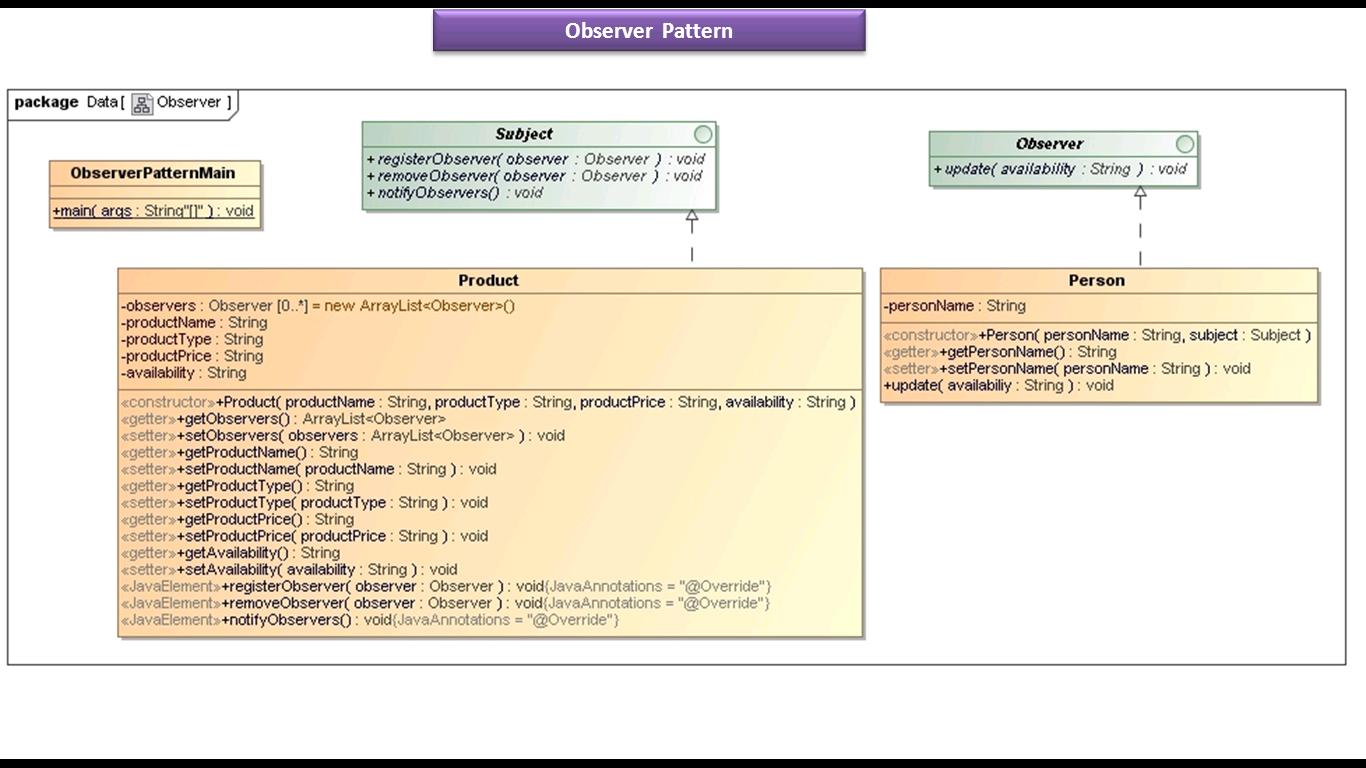 Observer Pattern
package Data[ Observer ]
ObserverPatternMain
+main( args : String"[]" ) : void
Subject
+registerObserver( observer : Observer ) : void
+removeObserver( observer : Observer ) : void
+notifyObservers() : void
Observer
+update( availability : String ) : void
Product
-observers : Observer [0..*] = new ArrayList<Observer>()
-productName : String
-productType : String
-productPrice : String
-availability : String
«constructor»+Product( productName : String, productType : String, productPrice : String, availability : String )
«getter»+getObservers() : ArrayList<Observer>
«setter»+setObservers( observers : ArrayList<Observer> ) : void
«getter»+getProductName() : String
«setter»+setProductName( productName : String ) : void
«getter»+getProductType() : String
«setter»+setProductType( productType : String ) : void
«getter»+getProductPrice() : String
«setter»+setProductPrice( productPrice : String ) : void
«getter»+getAvailability() : String
«setter»+setAvailability( availability : String ) : void
«JavaElement»+registerObserver( observer : Observer ) : void{JavaAnnotations = "@Override"}
«JavaElement»+removeObserver( observer : Observer ) : void{JavaAnnotations = "@Override"}
«JavaElement»+notifyObservers() : void{JavaAnnotations = "@Override"}
Person
-personName : String
«constructor»+Person( personName : String, subject : Subject )
«getter»+getPersonName() : String
«setter»+setPersonName( personName : String ) : void
+update( availabiliy : String ) : void